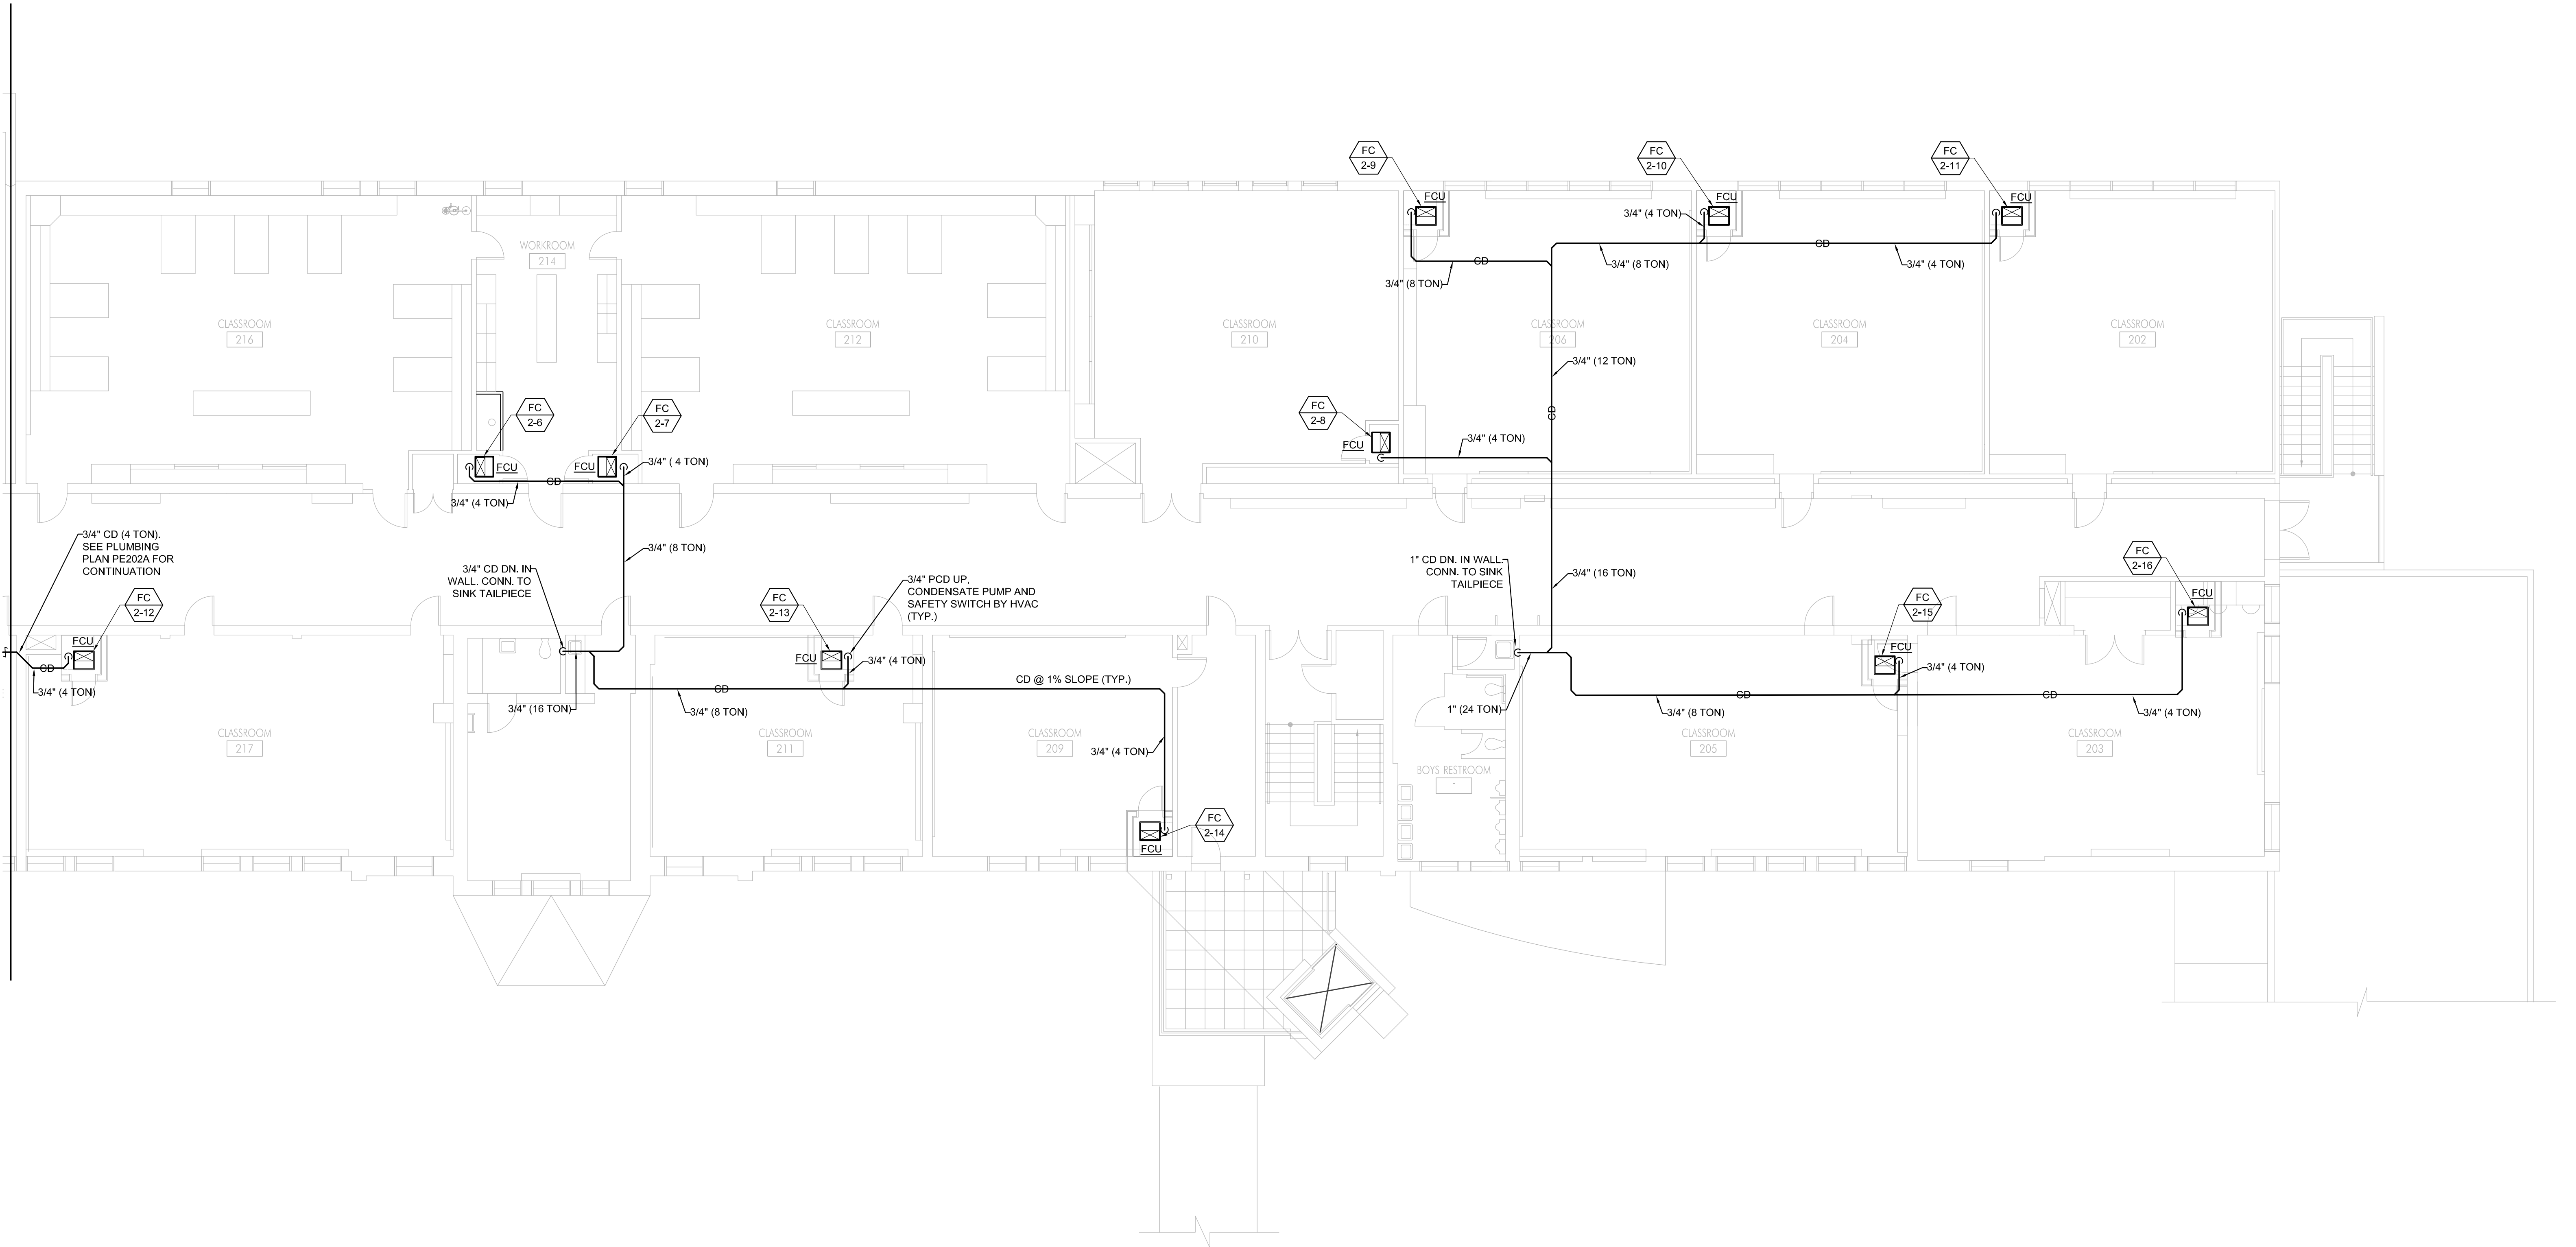 FC
2-9
FC
2-10
FC
2-11
FCU
FCU
FCU
3/4" (4 TON)
WORKROOM
214
CD
CD
3/4" (8 TON)
3/4" (8 TON)
3/4" (4 TON)
CLASSROOM
216
CLASSROOM
212
CLASSROOM
210
CLASSROOM
206
CLASSROOM
204
CLASSROOM
202
3/4" (12 TON)
FC
2-6
FC
2-7
FC
2-8
CD
FCU
3/4" (4 TON)
FCU
FCU
3/4" ( 4 TON)
CD
3/4" (4 TON)
3/4" CD (4 TON).
SEE PLUMBING
PLAN PE202A FOR
CONTINUATION
3/4" (8 TON)
3/4" CD DN. IN
WALL. CONN. TO
SINK TAILPIECE
3/4" PCD UP,
CONDENSATE PUMP AND
SAFETY SWITCH BY HVAC
(TYP.)
1" CD DN. IN WALL.
CONN. TO SINK
TAILPIECE
3/4" (16 TON)
FC
2-16
FC
2-12
FC
2-13
FC
2-15
FCU
FCU
FCU
FCU
3/4" (4 TON)
3/4" (4 TON)
CD
3/4" (4 TON)
CD @ 1% SLOPE (TYP.)
CD
CD
CD
3/4" (16 TON)
3/4" (8 TON)
1" (24 TON)
3/4" (8 TON)
3/4" (4 TON)
CLASSROOM
217
CLASSROOM
211
CLASSROOM
209
3/4" (4 TON)
CLASSROOM
205
CLASSROOM
203
BOYS' RESTROOM
-
FC
2-14
FCU